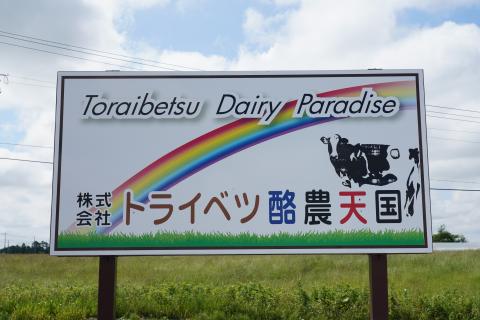 Toraibetsu Dairy Paradise
株式会社 トライベツ酪農天国